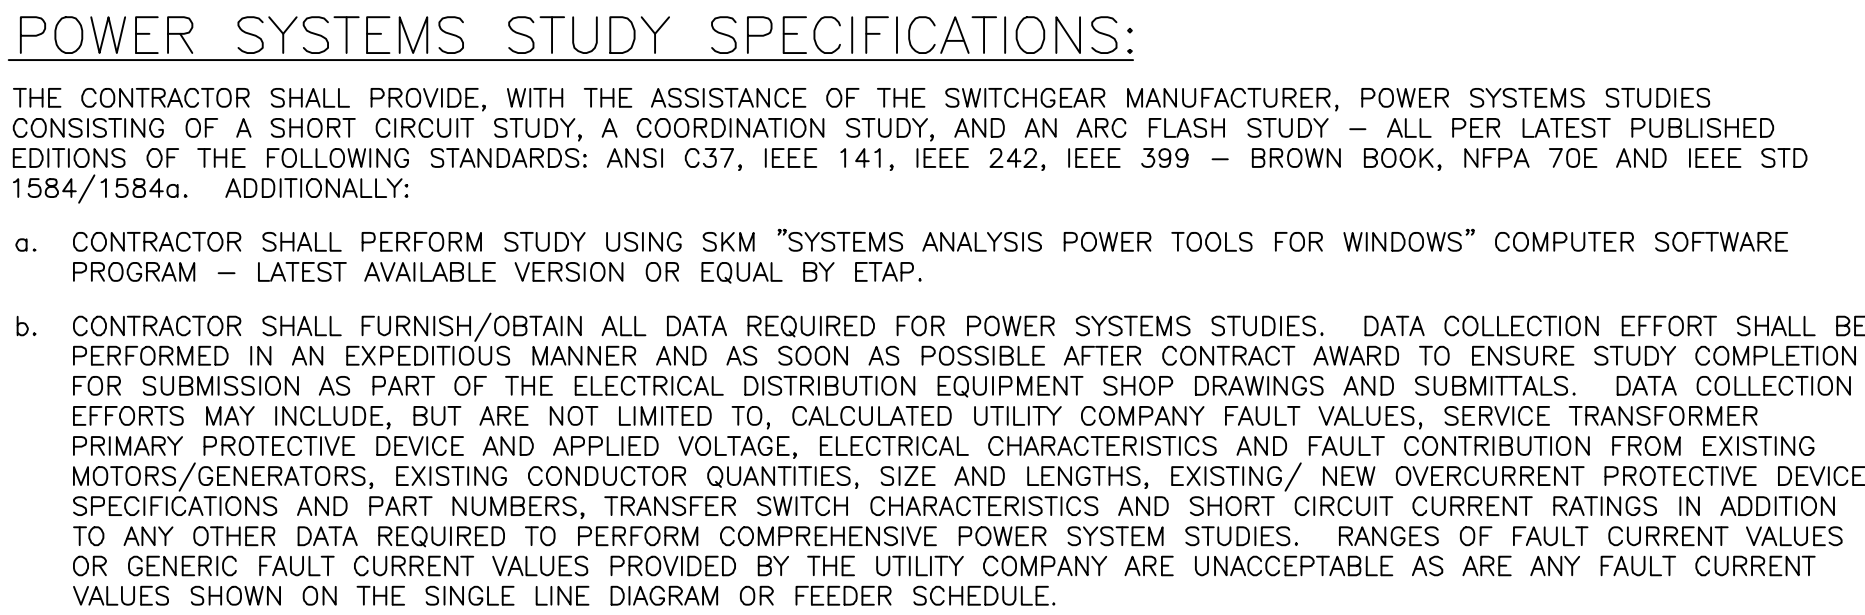 POWER SYSTEMS STUDY SPECIFICATIONS:
THE CONTRACTOR SHALL PROVIDE, WITH THE ASSISTANCE OF THE SWITCHGEAR MANUFACTURER, POWER SYSTEMS STUDIES
CONSISTING OF A SHORT CIRCUIT STUDY, A COORDINATION STUDY, AND AN ARC FLASH STUDY – ALL PER LATEST PUBLISHED
EDITIONS OF THE FOLLOWING STANDARDS: ANSI C37, IEEE 141, IEEE 242, IEEE 399 – BROWN BOOK, NFPA 70E AND IEEE STD
1584/1584a. ADDITIONALLY:
a. CONTRACTOR SHALL PERFORM STUDY USING SKM "SYSTEMS ANALYSIS POWER TOOLS FOR WINDOWS" COMPUTER SOFTWARE
PROGRAM – LATEST AVAILABLE VERSION OR EQUAL BY ETAP.
b. CONTRACTOR SHALL FURNISH/OBTAIN ALL DATA REQUIRED FOR POWER SYSTEMS STUDIES. DATA COLLECTION EFFORT SHALL BE
PERFORMED IN AN EXPEDITIOUS MANNER AND AS SOON AS POSSIBLE AFTER CONTRACT AWARD TO ENSURE STUDY COMPLETION
FOR SUBMISSION AS PART OF THE ELECTRICAL DISTRIBUTION EQUIPMENT SHOP DRAWINGS AND SUBMITTALS. DATA COLLECTION
EFFORTS MAY INCLUDE, BUT ARE NOT LIMITED TO, CALCULATED UTILITY COMPANY FAULT VALUES, SERVICE TRANSFORMER
PRIMARY PROTECTIVE DEVICE AND APPLIED VOLTAGE, ELECTRICAL CHARACTERISTICS AND FAULT CONTRIBUTION FROM EXISTING
MOTORS/GENERATORS, EXISTING CONDUCTOR QUANTITIES, SIZE AND LENGTHS, EXISTING/ NEW OVERCURRENT PROTECTIVE DEVICE
SPECIFICATIONS AND PART NUMBERS, TRANSFER SWITCH CHARACTERISTICS AND SHORT CIRCUIT CURRENT RATINGS IN ADDITION
TO ANY OTHER DATA REQUIRED TO PERFORM COMPREHENSIVE POWER SYSTEM STUDIES. RANGES OF FAULT CURRENT VALUES
OR GENERIC FAULT CURRENT VALUES PROVIDED BY THE UTILITY COMPANY ARE UNACCEPTABLE AS ARE ANY FAULT CURRENT
VALUES SHOWN ON THE SINGLE LINE DIAGRAM OR FEEDER SCHEDULE.